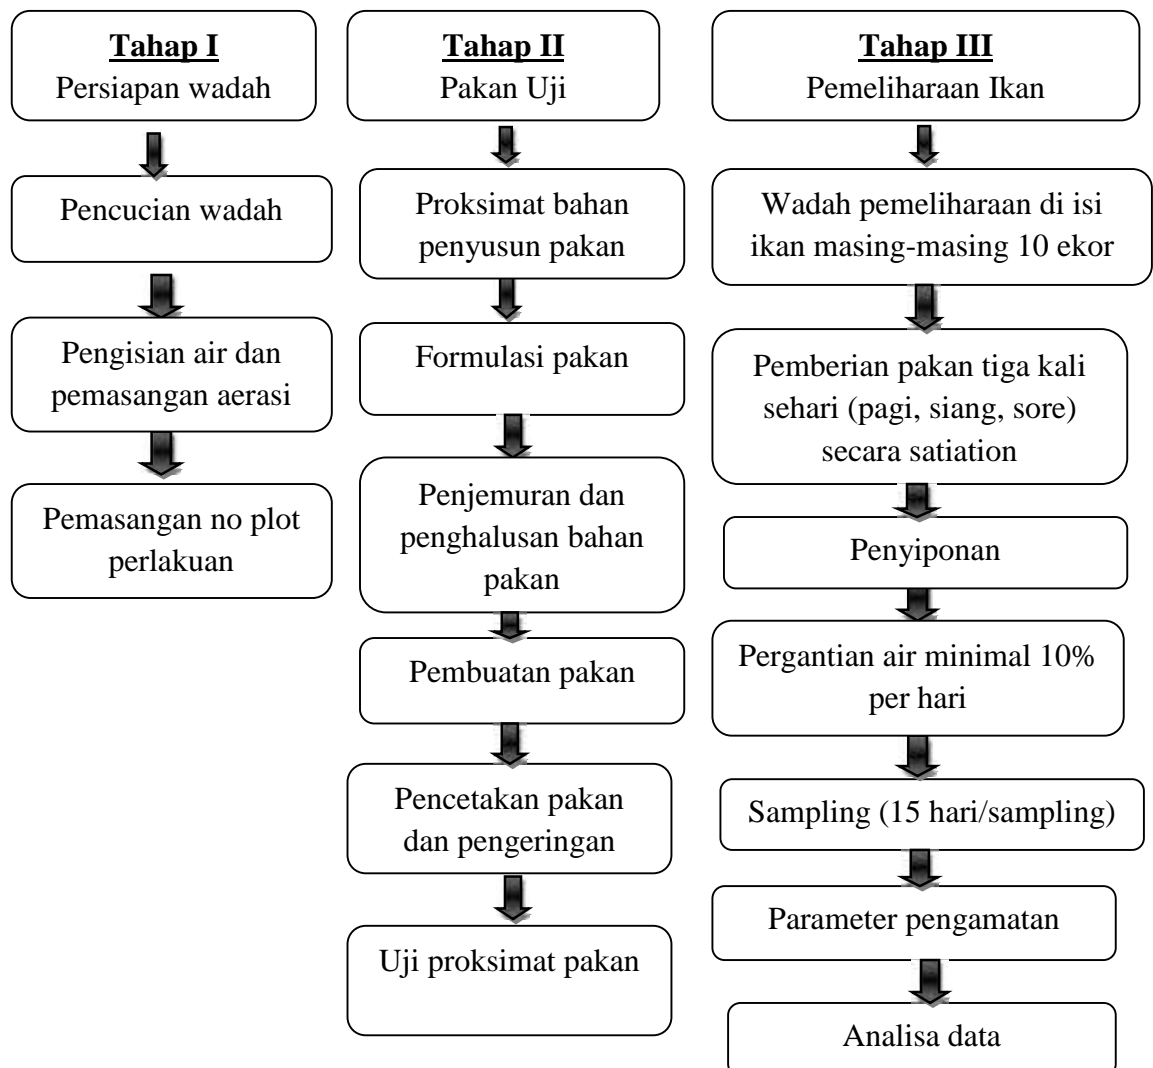 Tahap I
Persiapan wadah
Pencucian wadah
Pengisian air dan
pemasangan aerasi
Pemasangan no plot
perlakuan
Tahap II
Pakan Uji
Proksimat bahan
penyusun pakan
Formulasi pakan
Penjemuran dan
penghalusan bahan
pakan
Pembuatan pakan
Pencetakan pakan
dan pengeringan
Uji proksimat pakan
Tahap III
Pemeliharaan Ikan
Wadah pemeliharaan di isi
ikan masing-masing 10 ekor
Pemberian pakan tiga kali
sehari (pagi, siang, sore)
secara satiation
Penyiponan
Pergantian air minimal 10%
per hari
Sampling (15 hari/sampling)
Parameter pengamatan
Analisa data